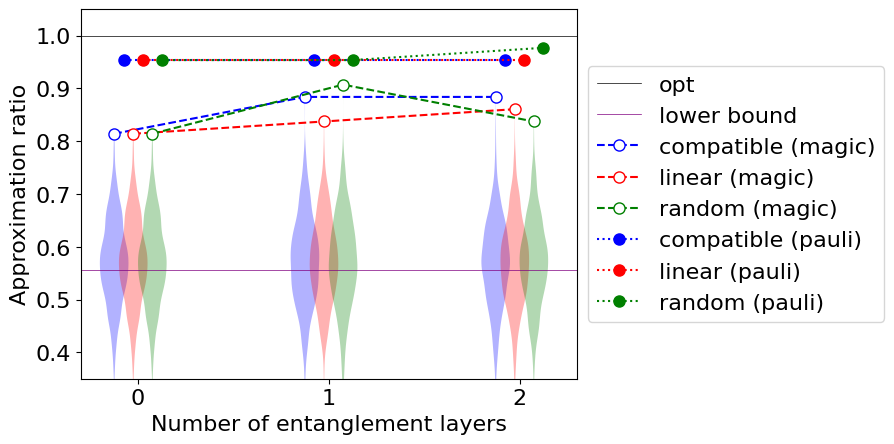 1.0
0.9
0.8
0.7
0.6
0.5
0.4
Approximation ratio
0 1 2
Number of entanglement layers
opt
lower bound
compatible (magic)
linear (magic)
random (magic)
compatible (pauli)
linear (pauli)
random (pauli)